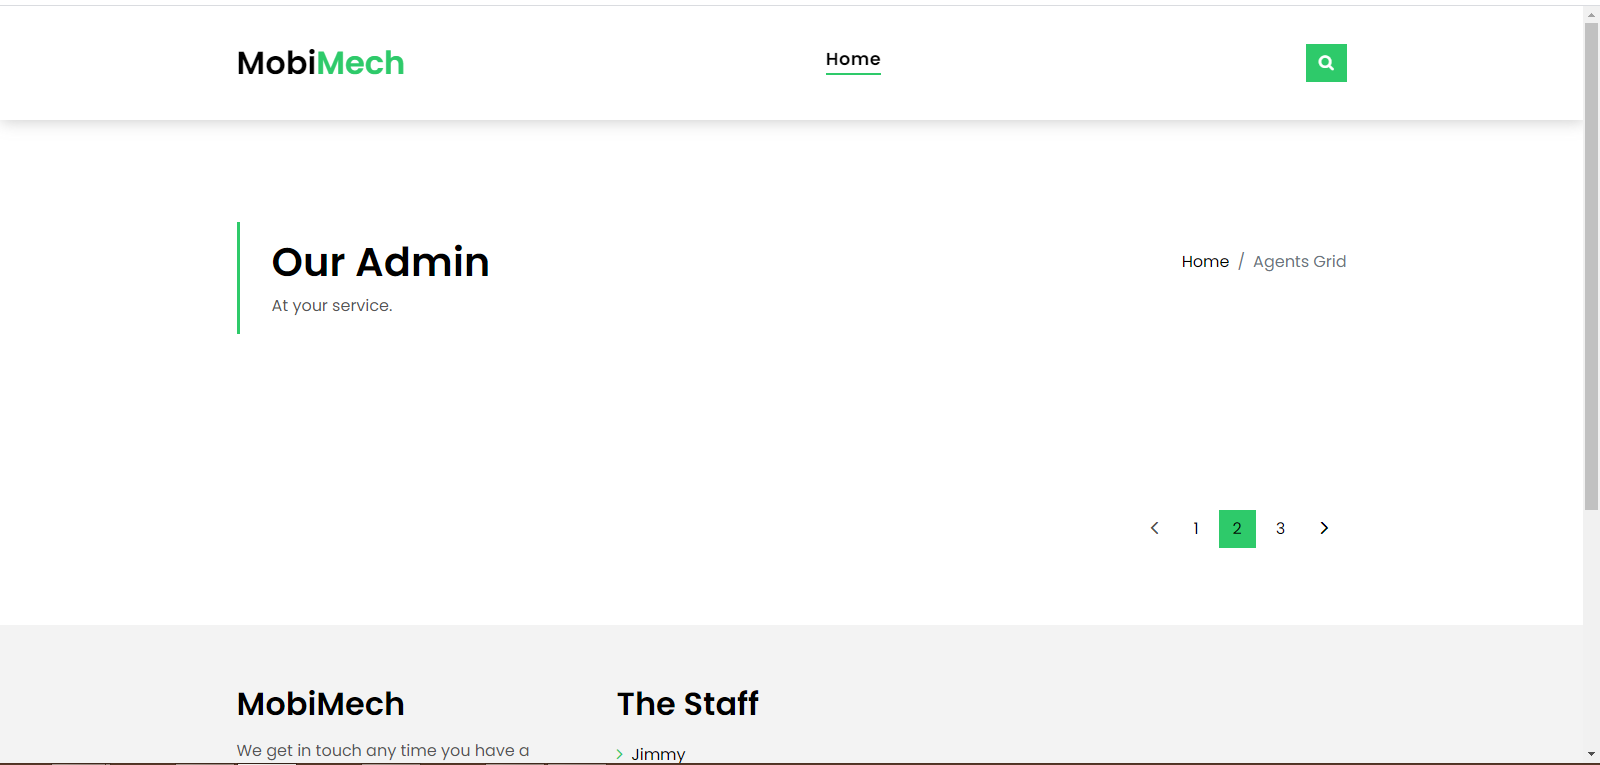 MobiMech
Home
Our Admin
At your service.
Home / Agents Grid
1 2 3
MobiMech
We get in touch any time you have a
The Staff
Jimmy